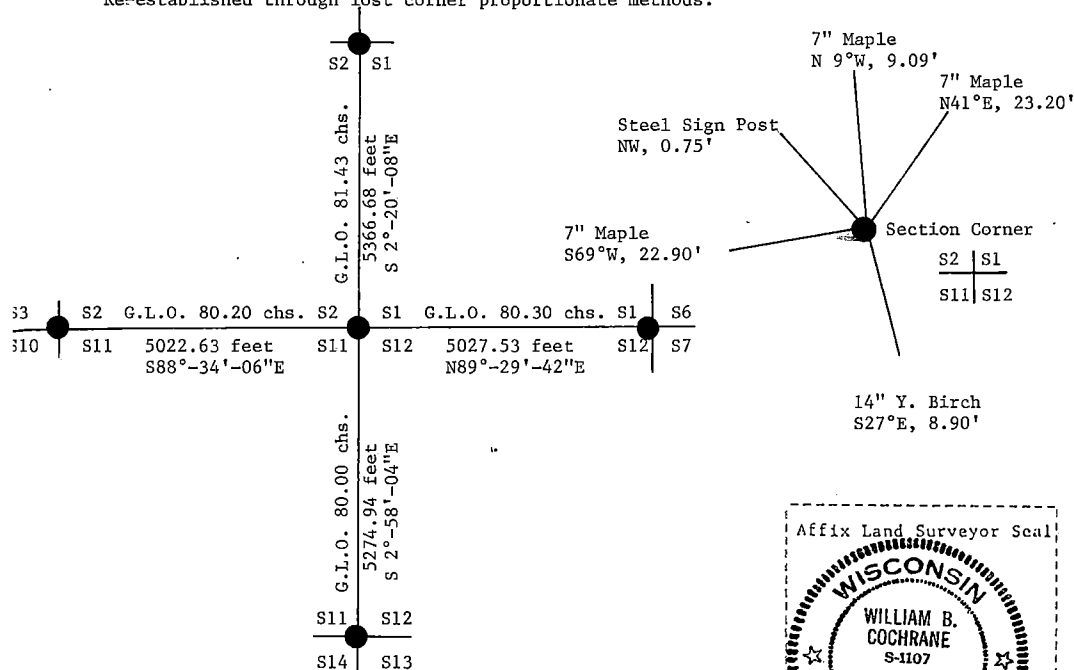 Re-established through lost corner proportionate methods.
S2 S1
G.L.O. 81.43 chs.
5366.68 feet
S 2°-20'-08"E
S3 S2 G.L.O. 80.20 chs. S2 S1 G.L.O. 80.30 chs. S1 S6
S10 S11 5022.63 feet S11 S12 5027.53 feet S12 S7
S88°-34'-06"E N89°-29'-42"E
G.L.O. 80.00 chs.
5274.94 feet
S 2°-58'-04"E
S11 S12
S14 S13
7" Maple
N 9°W, 9.09'
7" Maple
N41°E, 23.20'
Steel Sign Post
NW, 0.75'
7" Maple
S69°W, 22.90'
Section Corner
S2 S1
S11 S12
14" Y. Birch
S27°E, 8.90'
Affix Land Surveyor Seal
WISCONSIN
WILLIAM B.
COCHRANE
S-1107